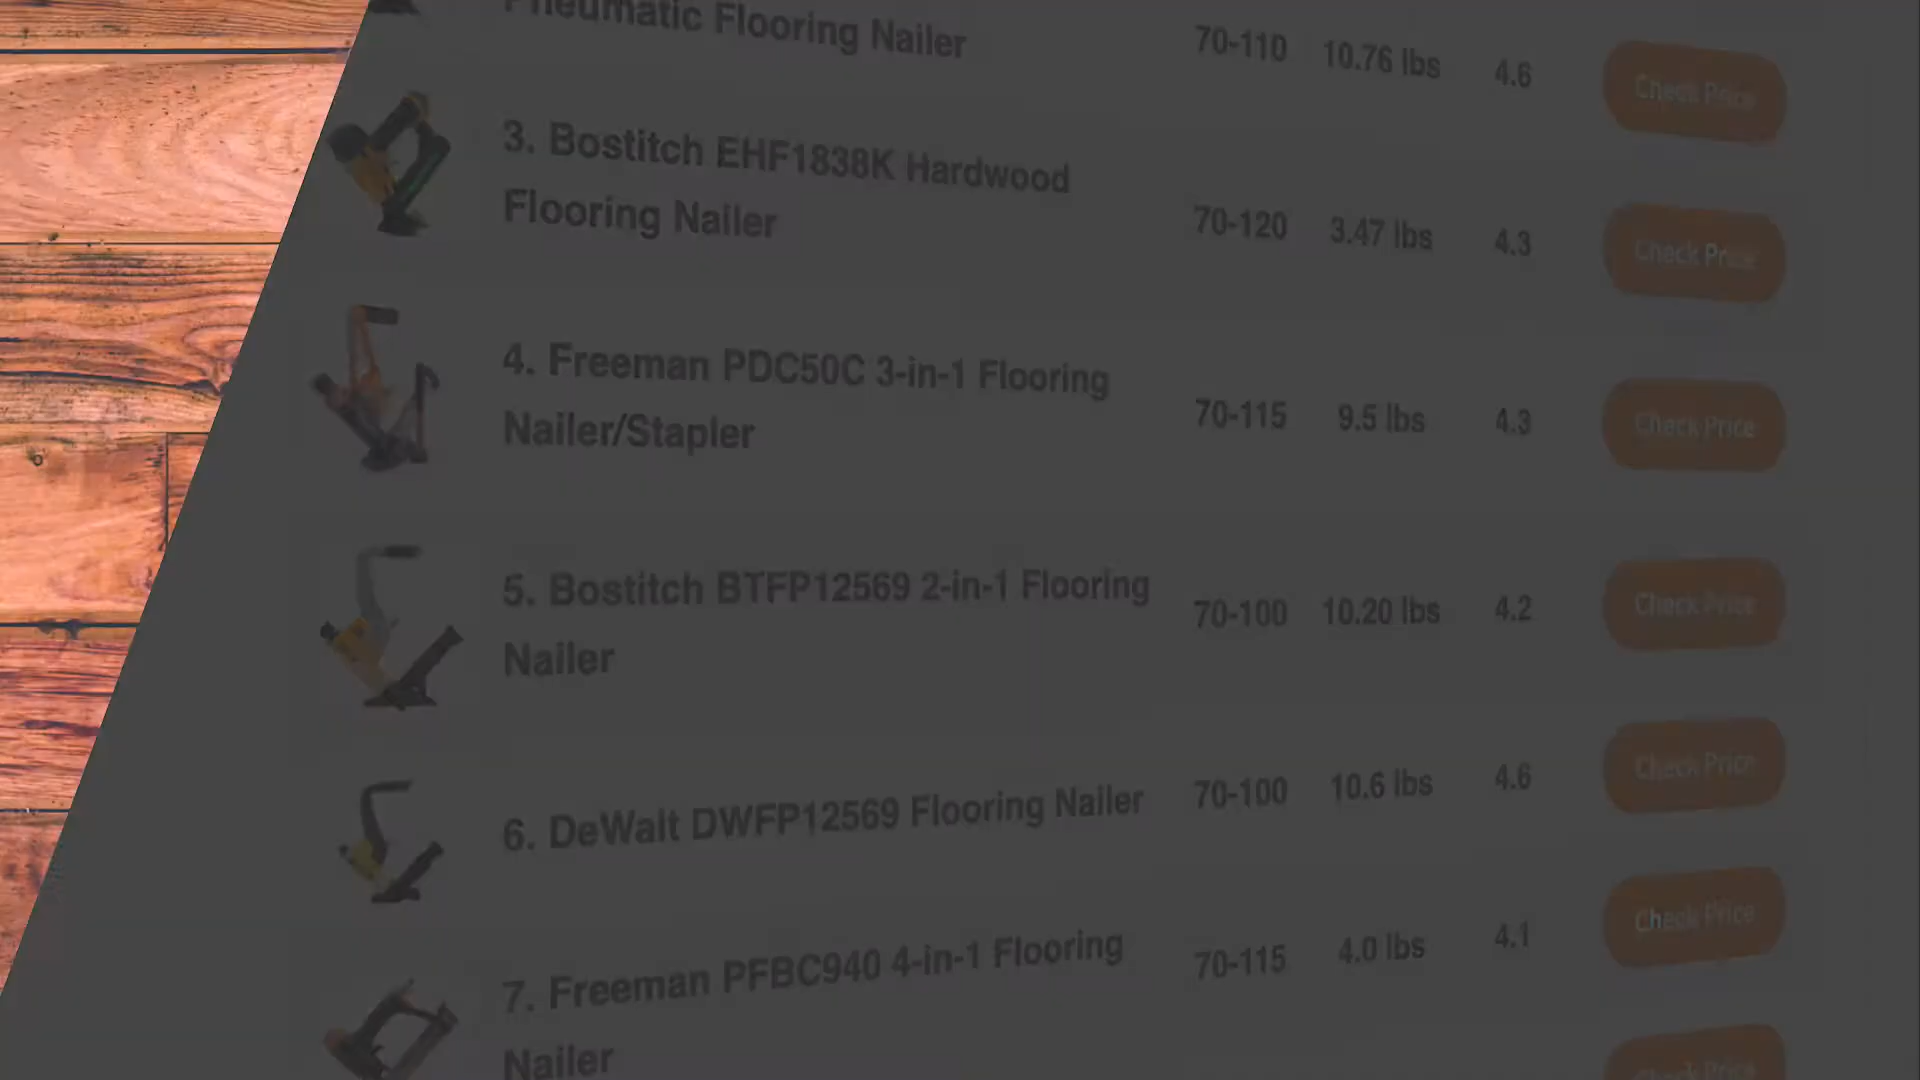 Pneumatic Flooring Nailer 70-110 10.76 lbs 4.6 Check Price
3. Bostitch EHF1838K Hardwood
Flooring Nailer 70-120 3.47 lbs 4.3 Check Price
4. Freeman PDC50C 3-in-1 Flooring
Nailer/Stapler 70-115 9.5 lbs 4.3 Check Price
5. Bostitch BTFP12569 2-in-1 Flooring
Nailer 70-100 10.20 lbs 4.2 Check Price
6. DeWalt DWFP12569 Flooring Nailer 70-100 10.6 lbs 4.6 Check Price
7. Freeman PFBC940 4-in-1 Flooring
Nailer 70-115 4.0 lbs 4.1 Check Price
Check Price